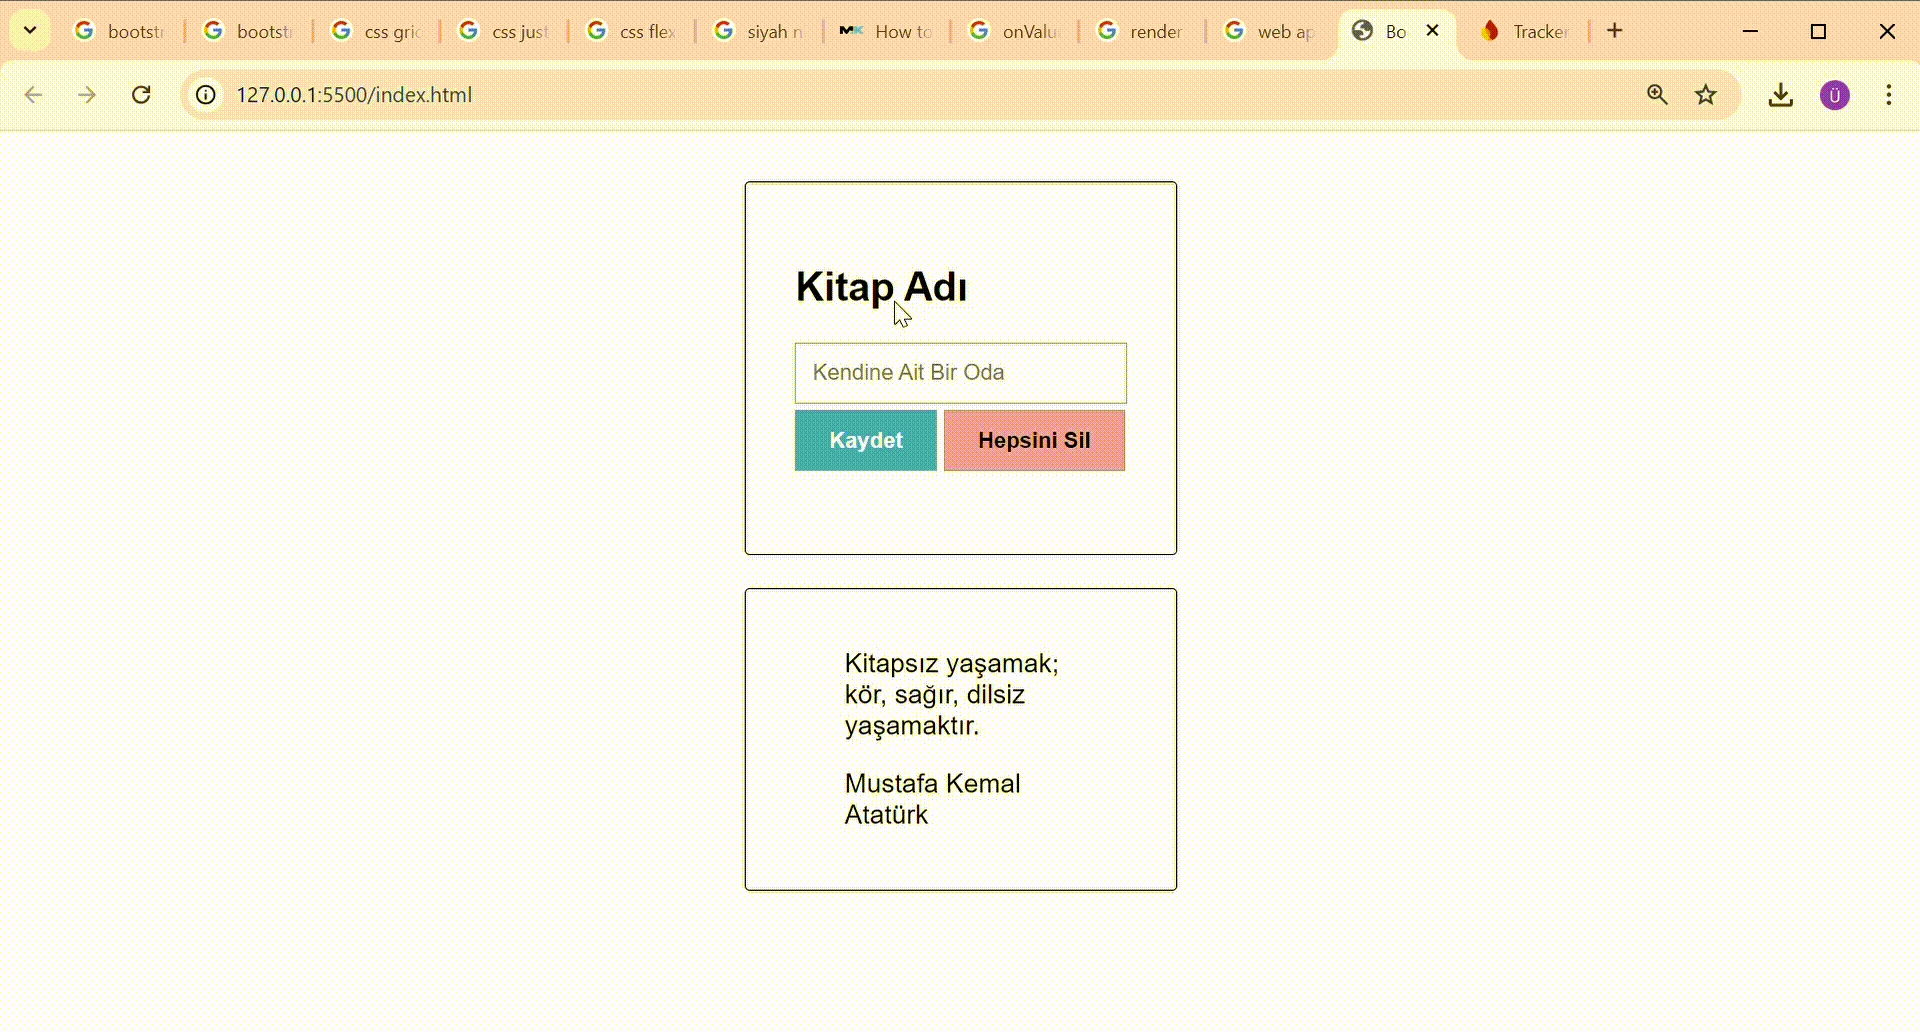 bootst
bootst
css gri
css just
css flex
siyah n
How to
onValu
render
web ap
Bo
Tracker
127.0.0.1:5500/index.html
Ü
Kitap Adı
Kendine Ait Bir Oda
Kaydet Hepsini Sil
Kitapsız yaşamak;
kör, sağır, dilsiz
yaşamaktır.
Mustafa Kemal
Atatürk